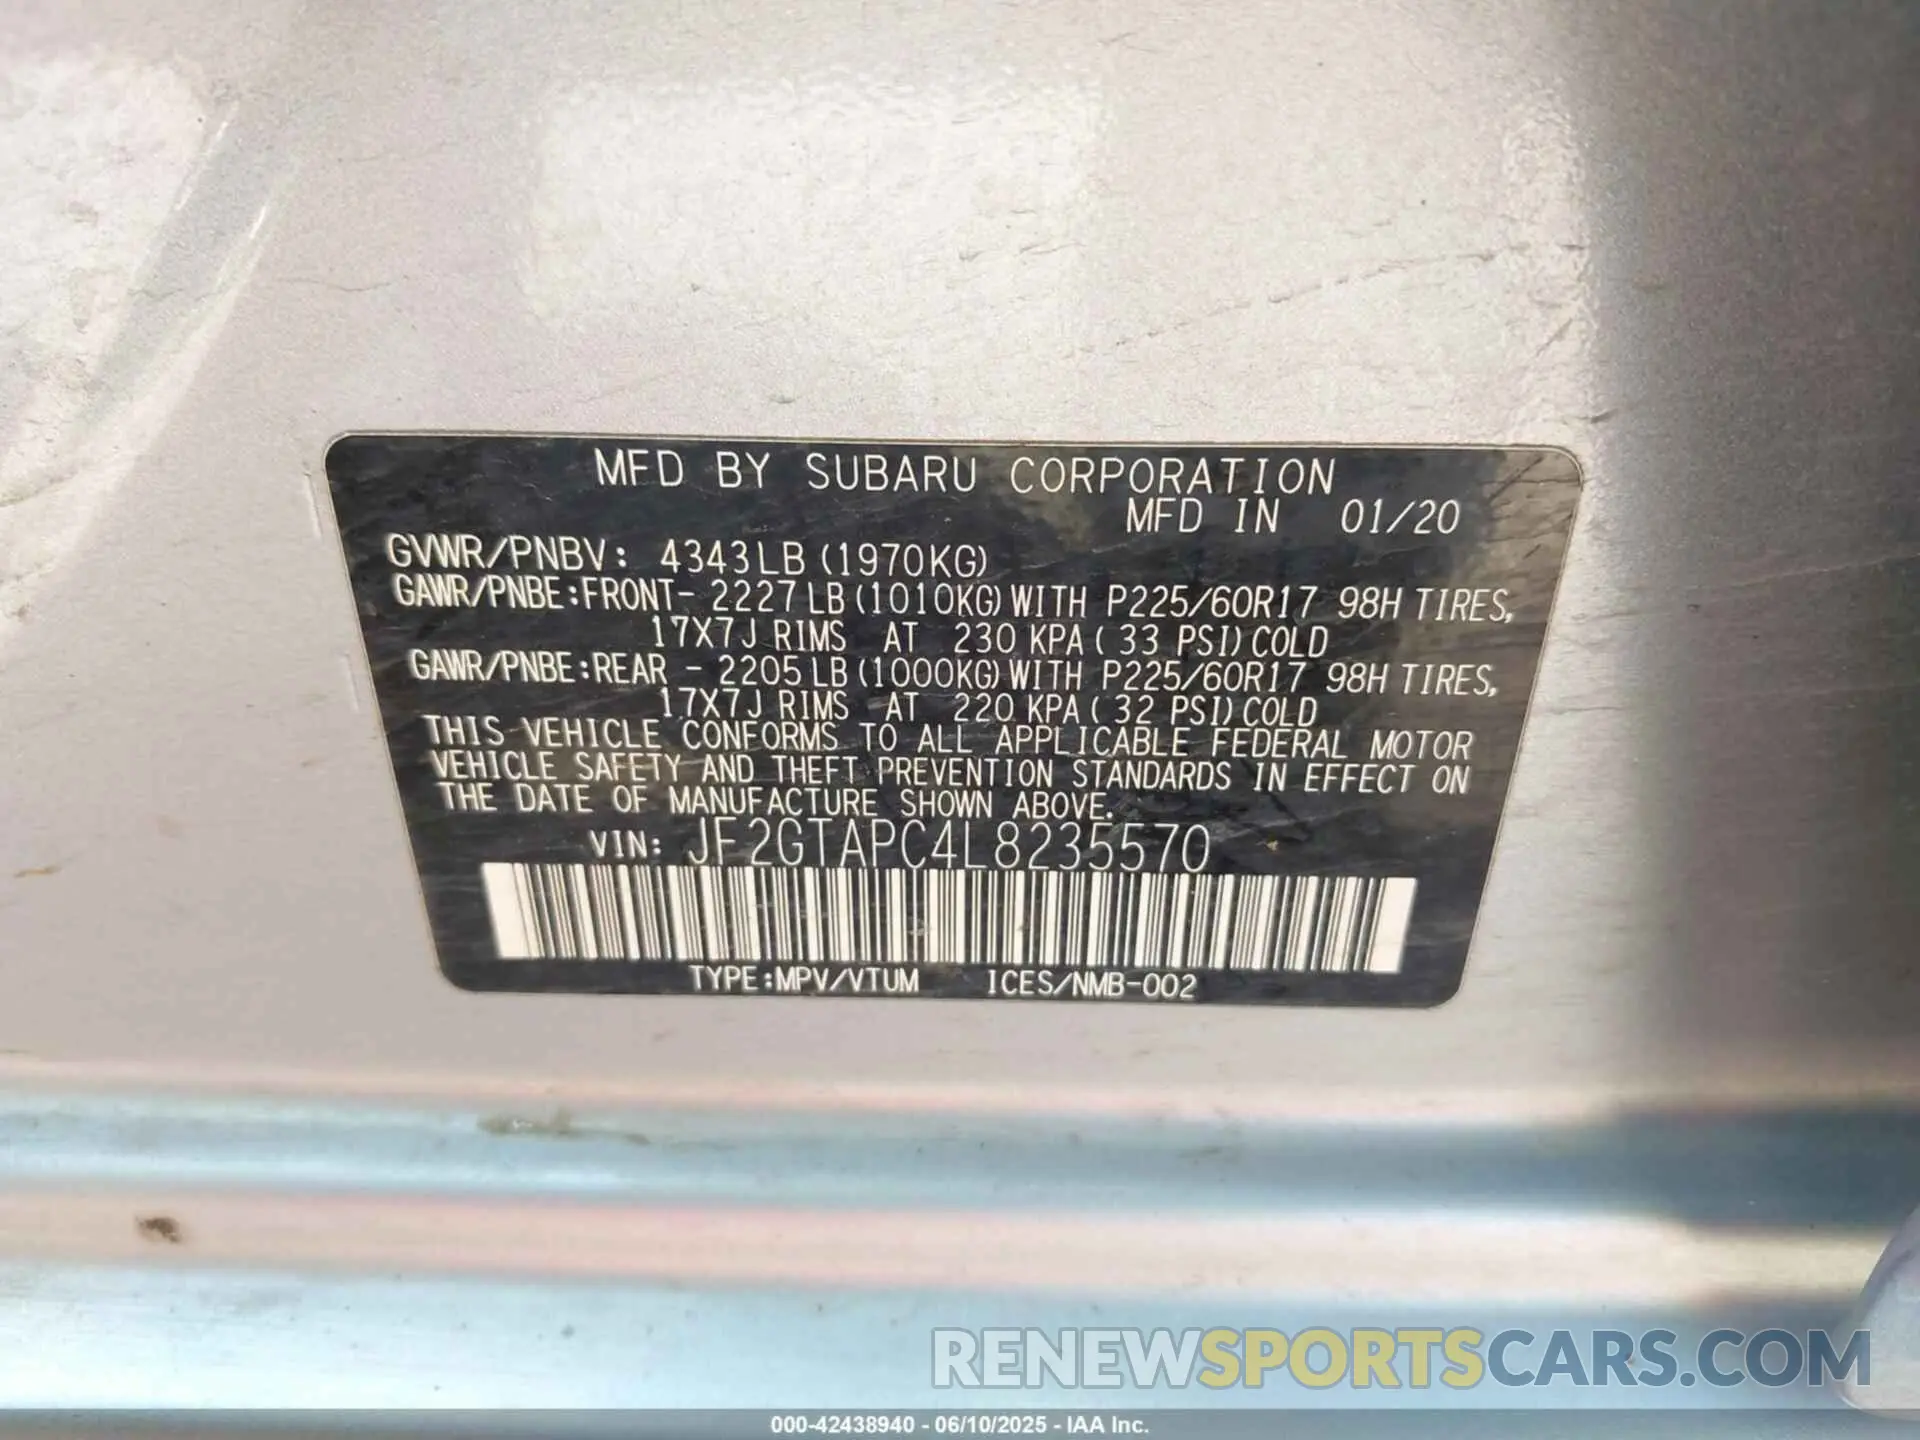 MFD BY SUBARU CORPORATION
MFD IN 01/20
GVWR/PNBV: 4343LB (1970KG)
GAWR/PNBE:FRONT- 2227LB (1010KG) WITH P225/60R17 98H TIRES,
17X7J RIMS AT 230 KPA( 33 PSI) COLD
GAWR/PNBE:REAR - 2205LB (1000KG) WITH P225/60R17 98H TIRES,
17X7J RIMS AT 220 KPA( 32 PSI) COLD
THIS VEHICLE CONFORMS TO ALL APPLICABLE FEDERAL MOTOR
VEHICLE SAFETY AND THEFT PREVENTION STANDARDS IN EFFECT ON
THE DATE OF MANUFACTURE SHOWN ABOVE.
VIN: JF2GTAPC4L8235570
TYPE:MPV/VTUM ICES/NMB-002
RENEWSPORTSCARS.COM
000-42438940 - 06/10/2025 - IAA Inc.